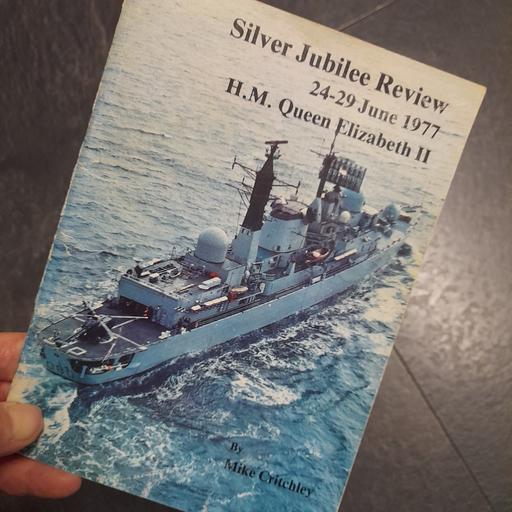 Silver Jubilee Review
24-29 June 1977
H.M. Queen Elizabeth II
By
Mike Critchley